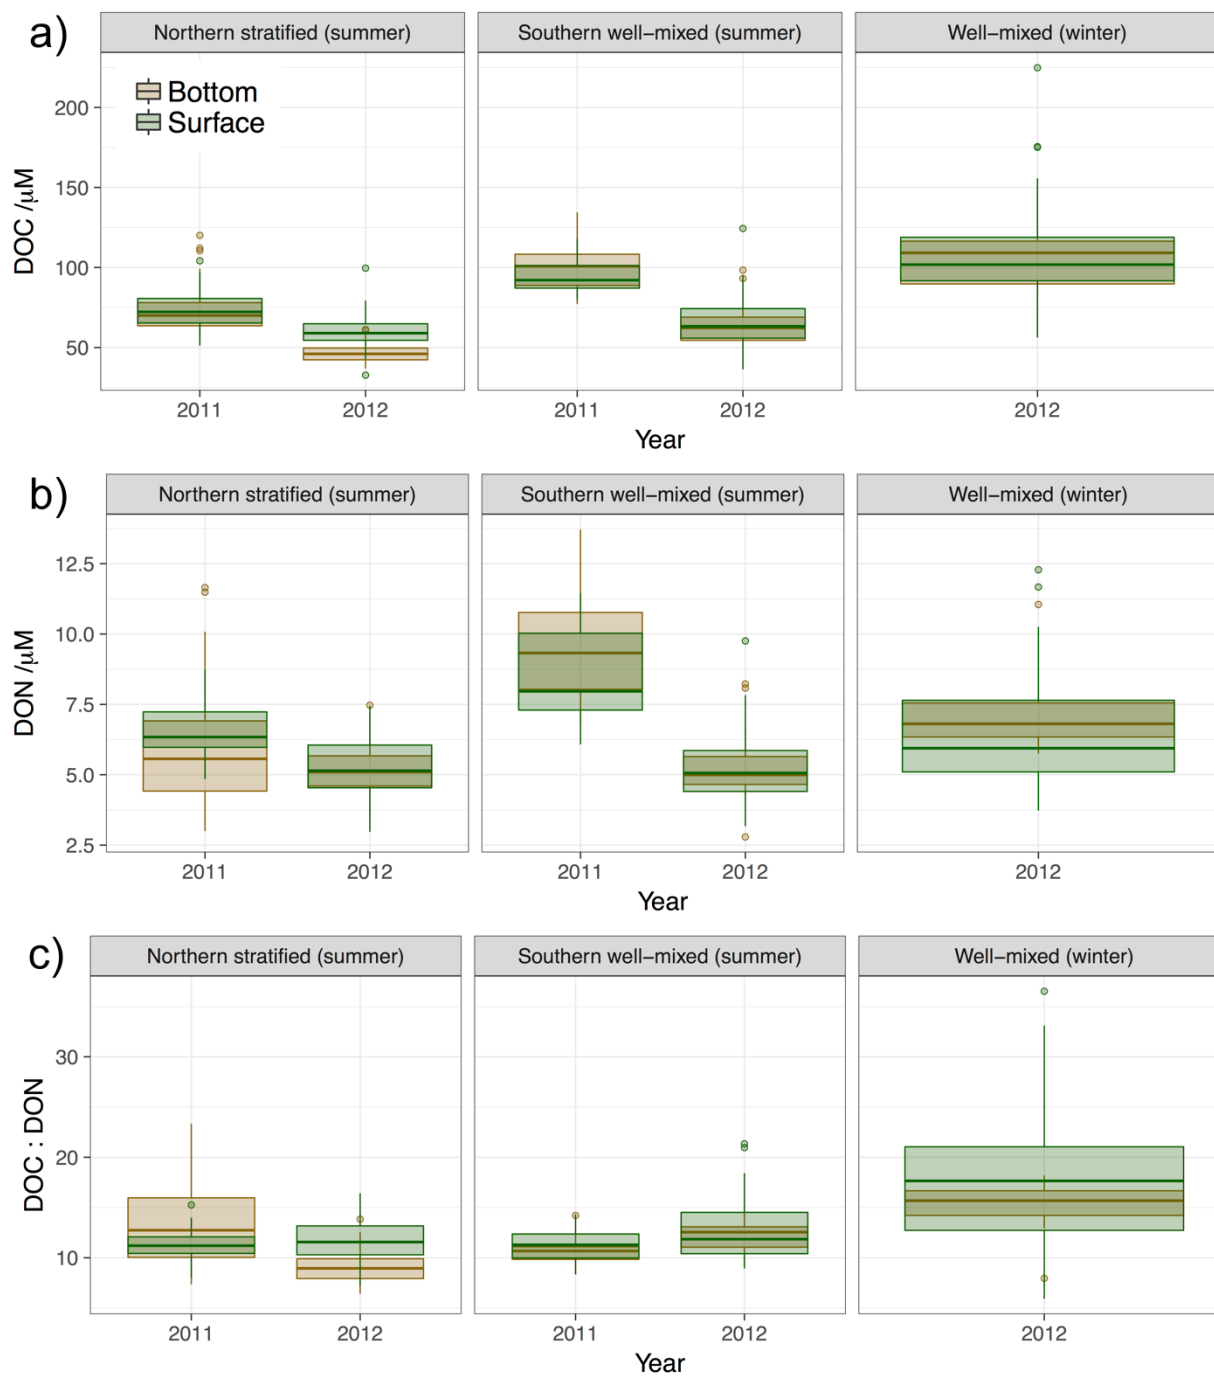 a)
Northern stratified (summer)
Southern well−mixed (summer)
Well−mixed (winter)
Bottom
Surface
DOC /μM
200
150
100
50
2011
2012
2011
2012
2012
Year
b)
Northern stratified (summer)
Southern well−mixed (summer)
Well−mixed (winter)
DON /μM
12.5
10.0
7.5
5.0
2.5
2011
2012
2011
2012
2012
Year
c)
Northern stratified (summer)
Southern well−mixed (summer)
Well−mixed (winter)
DOC : DON
30
20
10
2011
2012
2011
2012
2012
Year